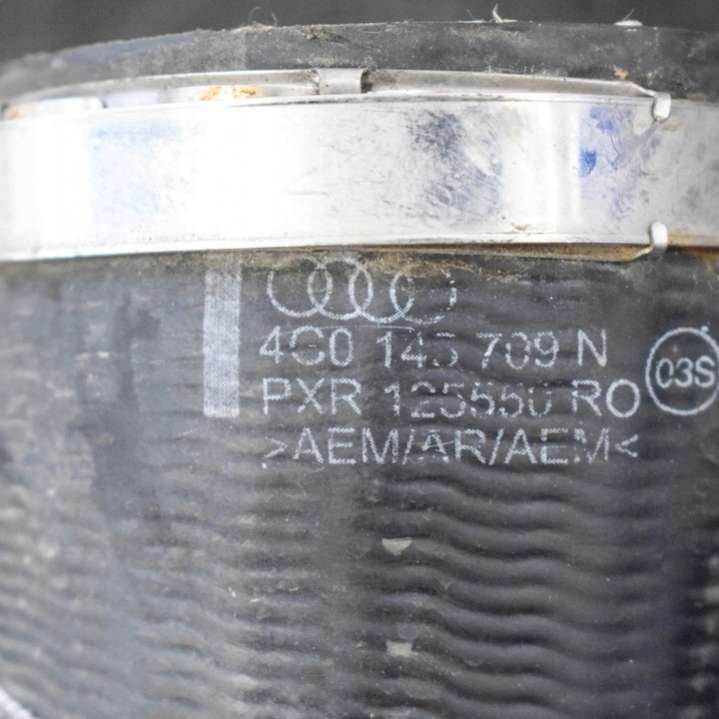 4G0 145 709 N
PXR 125550 RO
>AEM/AR/AEM<
03S